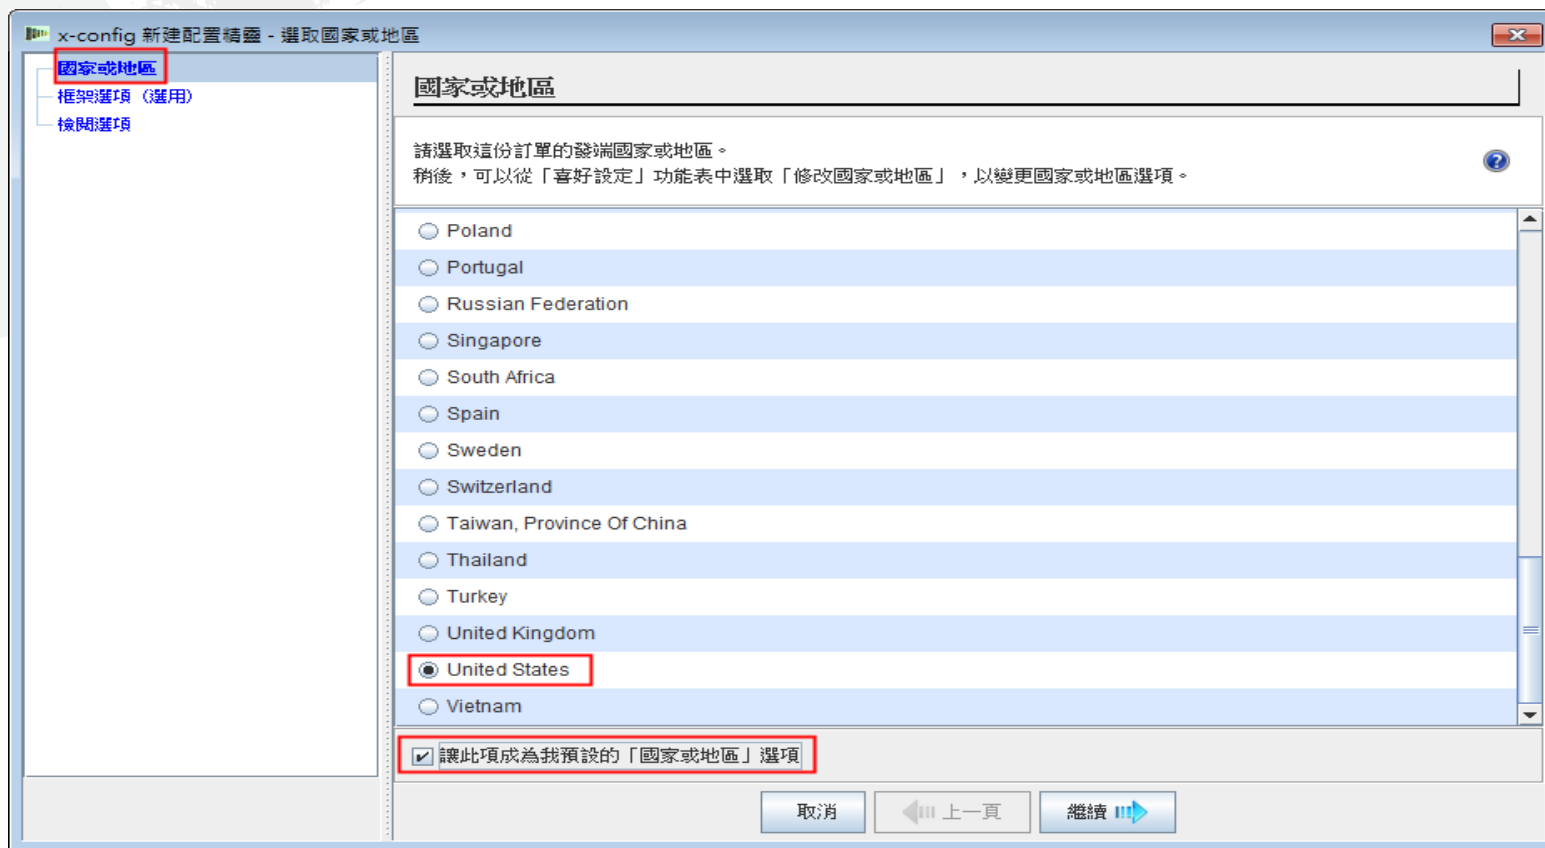 x-config 新建配置精靈 - 選取國家或地區
國家或地區
框架選項（選用）
檢閱選項
國家或地區
請選取這份訂單的發端國家或地區。
稍後，可以從「喜好設定」功能表中選取「修改國家或地區」，以變更國家或地區選項。
Poland
Portugal
Russian Federation
Singapore
South Africa
Spain
Sweden
Switzerland
Taiwan, Province Of China
Thailand
Turkey
United Kingdom
United States
Vietnam
讓此項成為我預設的「國家或地區」選項
取消
上一頁
繼續